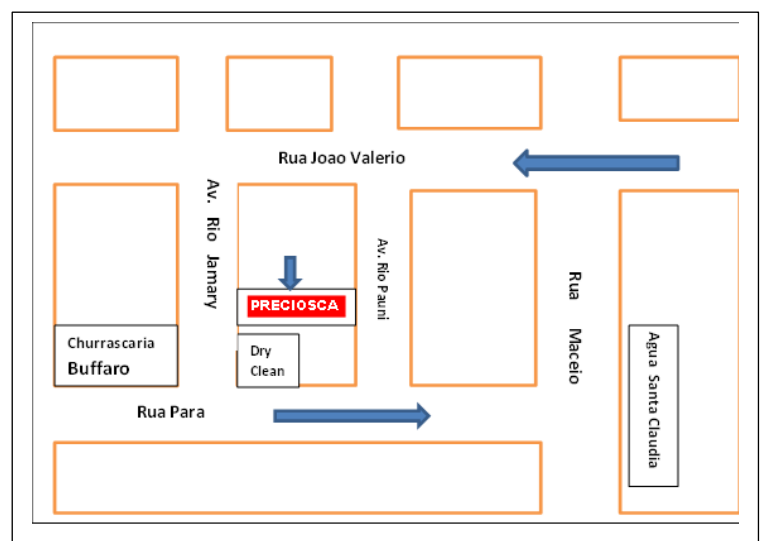 Rua Joao Valerio
Av. Rio Jamary
Av. Rio Pauni
PRECIOSCA
Rua Maceio
Churrascaria
Buffaro
Dry
Clean
Agua Santa Claudia
Rua Para